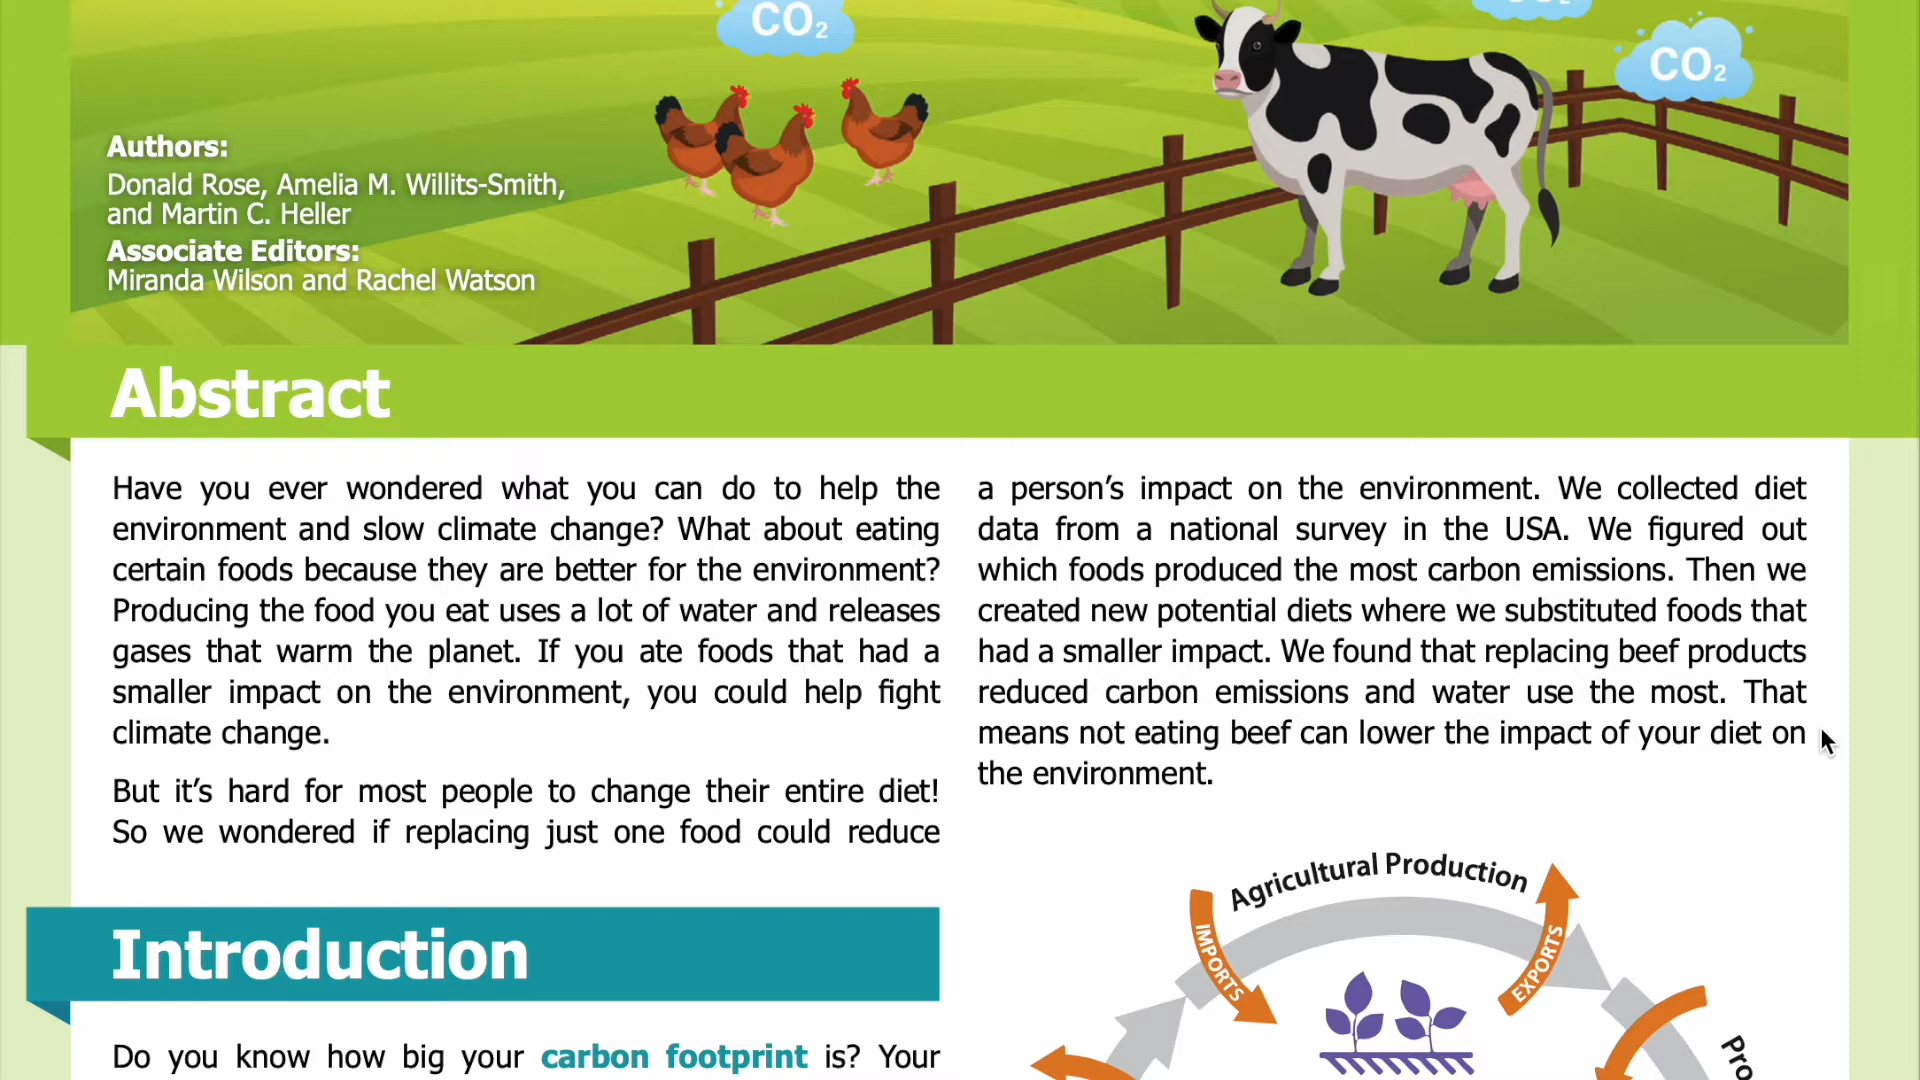 CO₂
CO₂
Authors:
Donald Rose, Amelia M. Willits-Smith,
and Martin C. Heller
Associate Editors:
Miranda Wilson and Rachel Watson
Abstract
Have you ever wondered what you can do to help the
environment and slow climate change? What about eating
certain foods because they are better for the environment?
Producing the food you eat uses a lot of water and releases
gases that warm the planet. If you ate foods that had a
smaller impact on the environment, you could help fight
climate change.
But it’s hard for most people to change their entire diet!
So we wondered if replacing just one food could reduce
a person’s impact on the environment. We collected diet
data from a national survey in the USA. We figured out
which foods produced the most carbon emissions. Then we
created new potential diets where we substituted foods that
had a smaller impact. We found that replacing beef products
reduced carbon emissions and water use the most. That
means not eating beef can lower the impact of your diet on
the environment.
Introduction
Do you know how big your carbon footprint is? Your
Agricultural Production
IMPORTS
EXPORTS